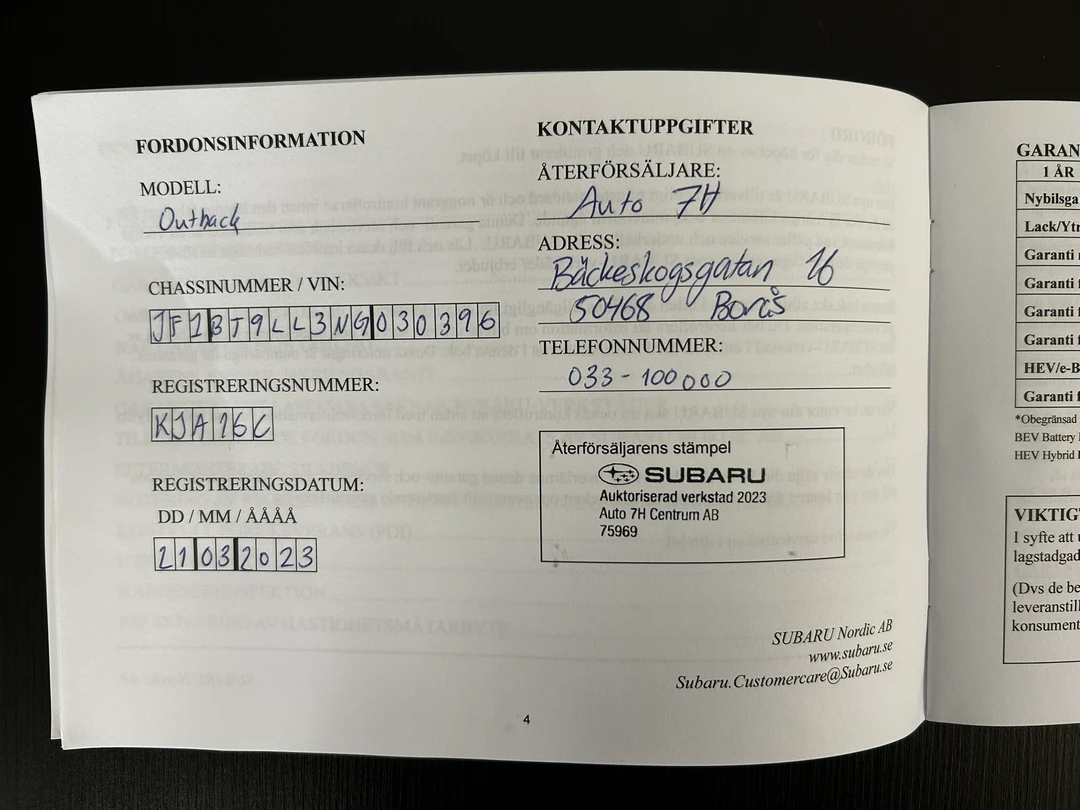 FORDONSINFORMATION
MODELL:
Outback
CHASSINUMMER / VIN:
JF1BT9LL3NG030396
REGISTRERINGSNUMMER:
KJA26C
REGISTRERINGSDATUM:
DD / MM / ÅÅÅÅ
21032023
KONTAKTUPPGIFTER
ÅTERFÖRSÄLJARE:
Auto 7H
ADRESS:
Bäckeskogsgatan 16
50468 Borås
TELEFONNUMMER:
033-100000
Återförsäljarens stämpel
SUBARU
Auktoriserad verkstad 2023
Auto 7H Centrum AB
75969
SUBARU Nordic AB
www.subaru.se
Subaru.Customercare@Subaru.se
4
GARAN
1 ÅR
Nybilsga
Lack/Ytr
Garanti
Garanti
Garanti
Garanti
HEV/e-B
Garanti
*Obegränsad
BEV Battery
HEV Hybrid
VIKTIGT
I syfte att
lagstadgad
(Dvs de be
leveranstill
konsument